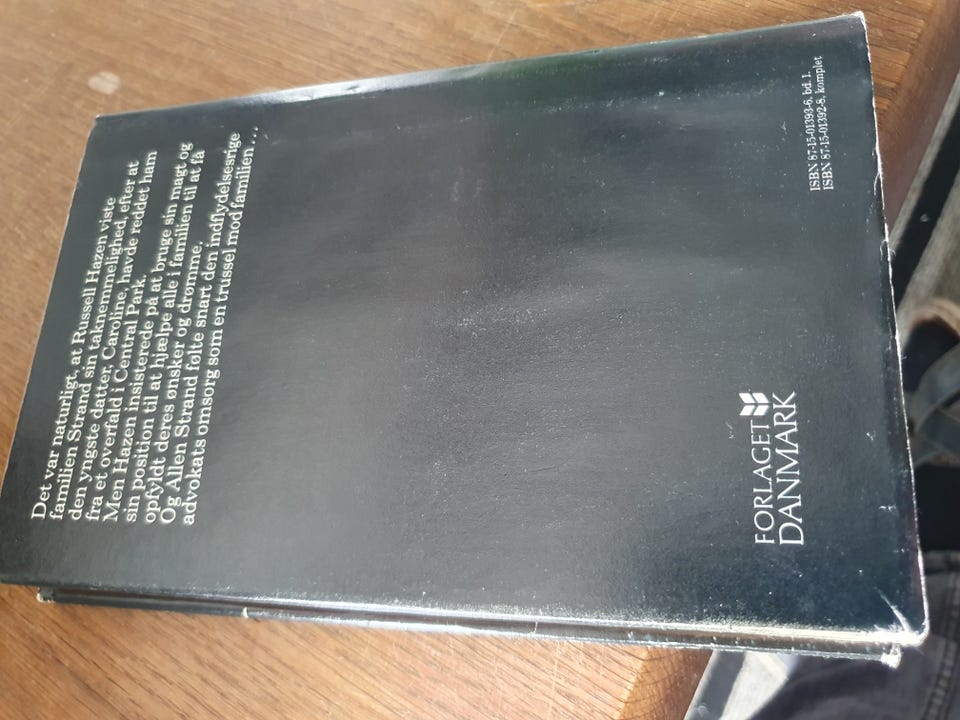 Det var naturligt, at Russell Hazen viste
familien Strand sin taknemmelighed, efter at
den yngste datter, Caroline, havde reddet ham
fra et overfald i Central Park.
Men Hazen insisterede på at bruge sin magt og
sin position til at hjælpe alle i familien til at få
opfyldt deres ønsker og drømme.
Og Allen Strand følte snart den indflydelsesrige
advokats omsorg som en trussel mod familien...
FORLAGET
DANMARK
ISBN 87-15-01393-6, bd. 1.
ISBN 87-15-01392-8, komplet